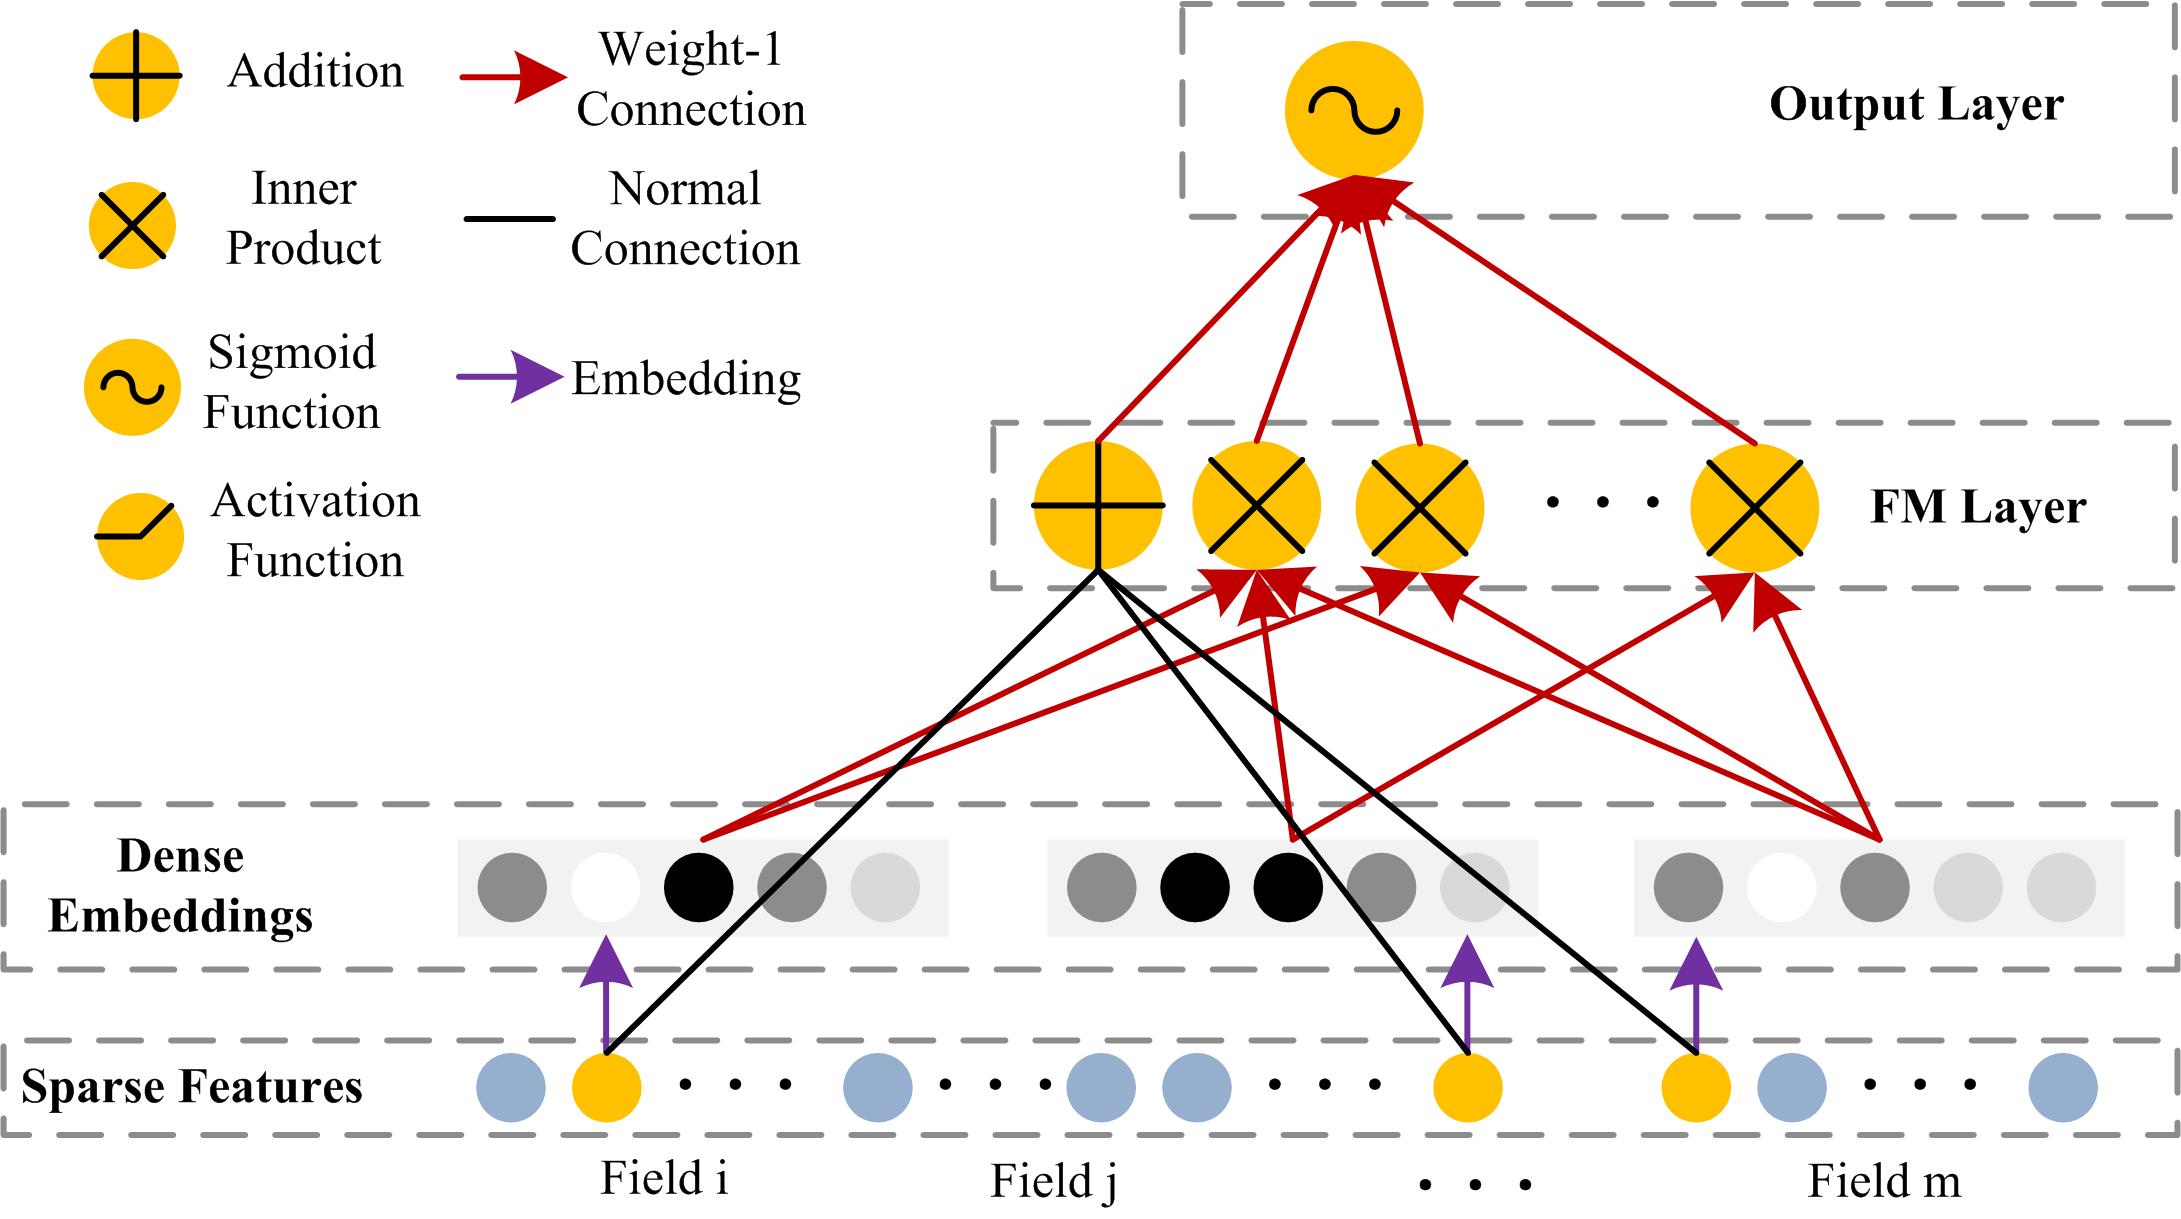 Addition
Weight-1
Connection
Inner
Product
Normal
Connection
Sigmoid
Function
Embedding
Activation
Function
Output Layer
FM Layer
. . .
Dense
Embeddings
Sparse Features
. . .
. . .
. . .
. . .
Field i
Field j
. . .
Field m